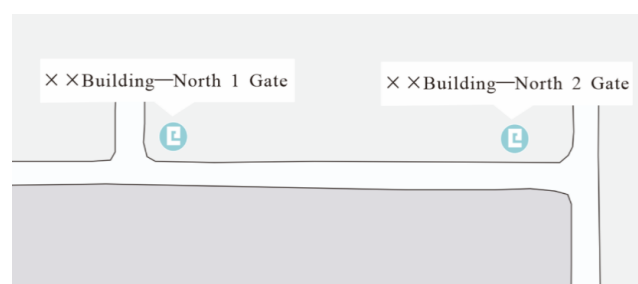 × ×Building—North 1 Gate
× ×Building—North 2 Gate